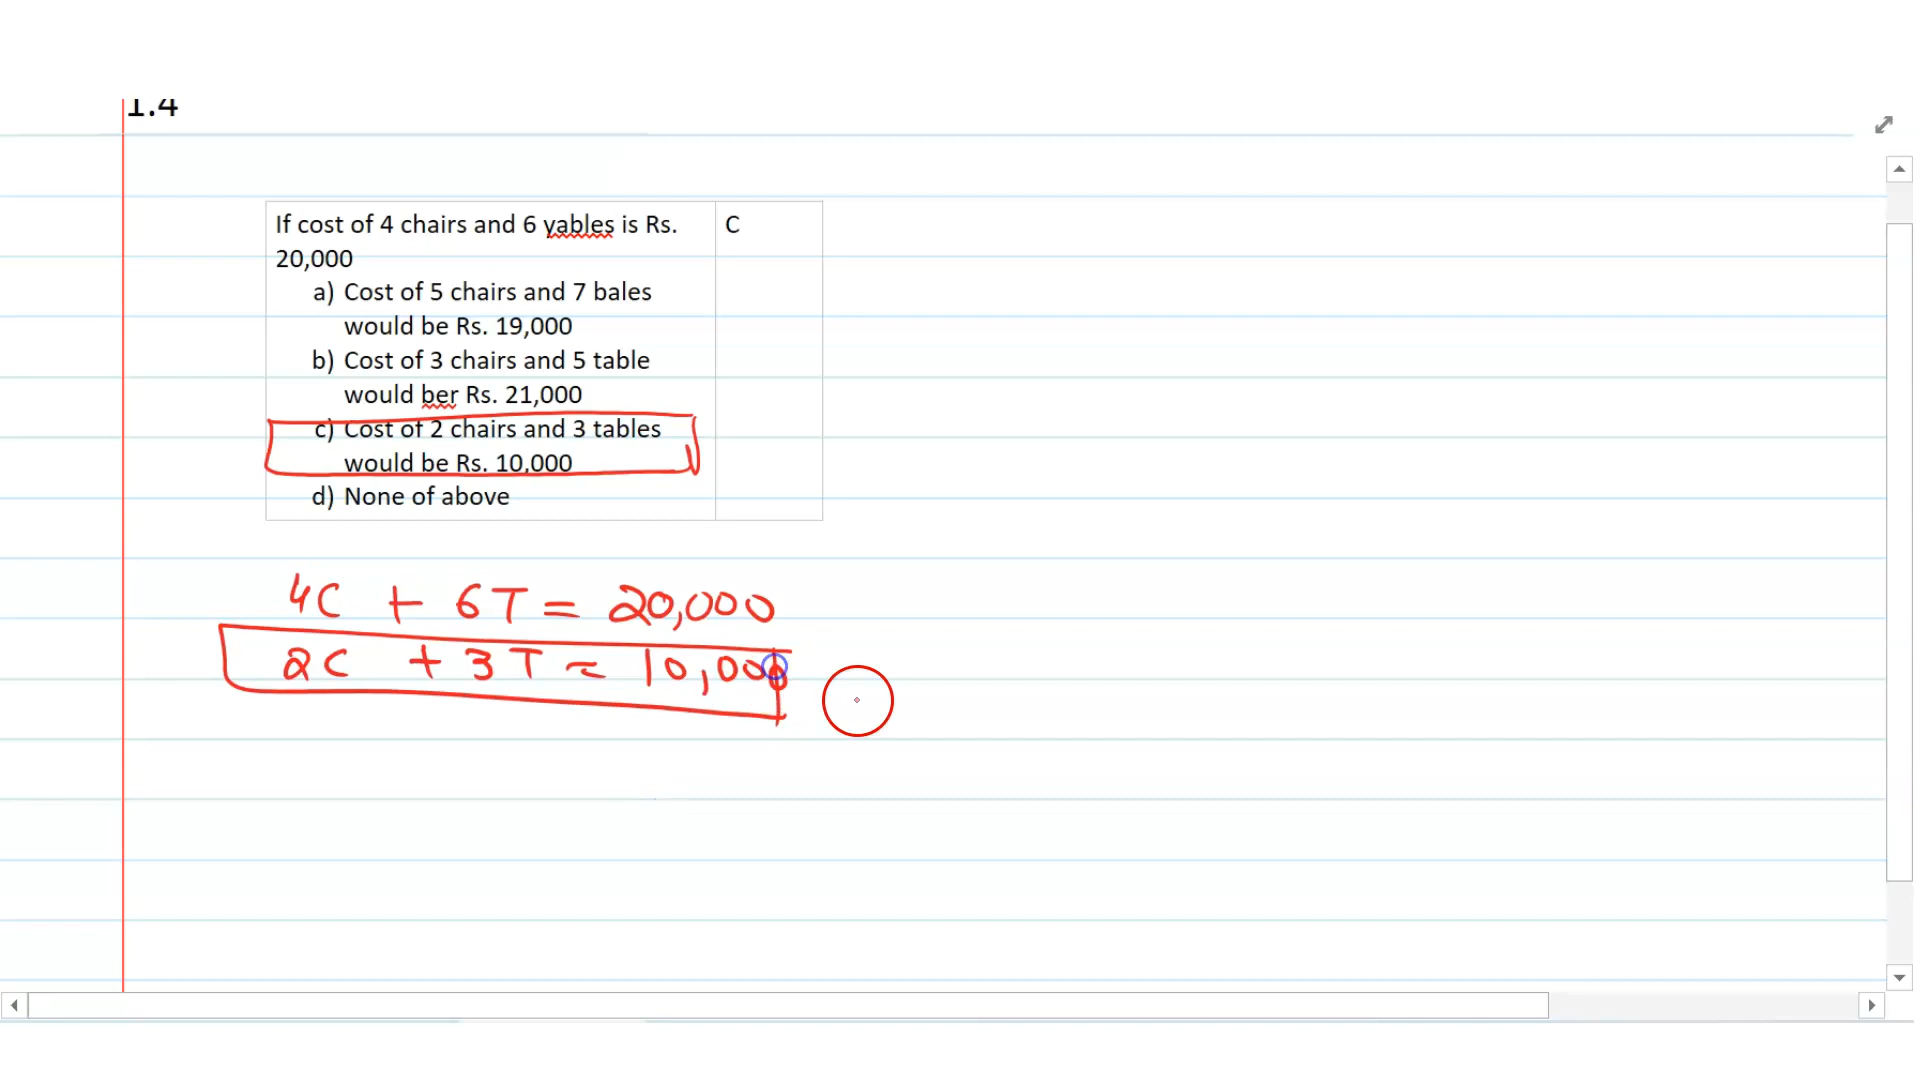 1.4
If cost of 4 chairs and 6 yables is Rs. C
20,000
a) Cost of 5 chairs and 7 bales
would be Rs. 19,000
b) Cost of 3 chairs and 5 table
would ber Rs. 21,000
c) Cost of 2 chairs and 3 tables
would be Rs. 10,000
d) None of above
4C + 6T = 20,000
2C + 3T = 10,000